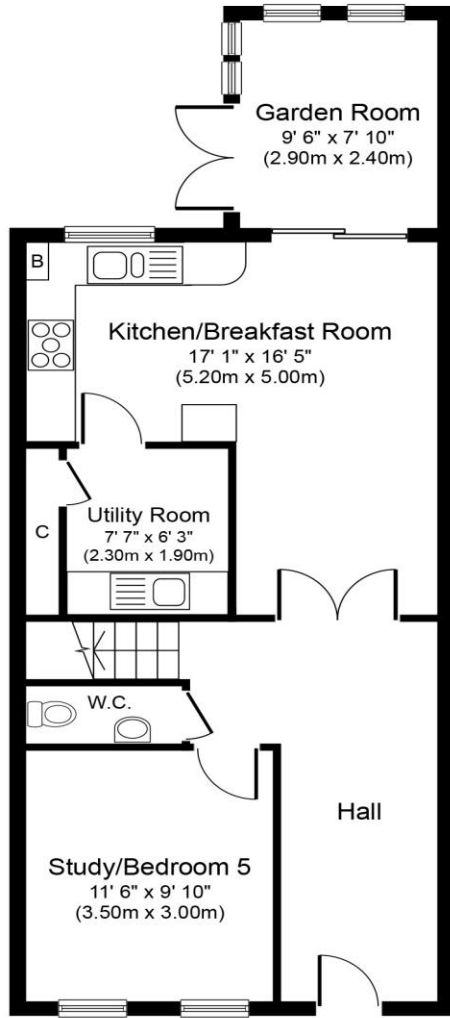 Garden Room
9' 6" x 7' 10"
(2.90m x 2.40m)
B
Kitchen/Breakfast Room
17' 1" x 16' 5"
(5.20m x 5.00m)
C
Utility Room
7' 7" x 6' 3"
(2.30m x 1.90m)
W.C.
Hall
Study/Bedroom 5
11' 6" x 9' 10"
(3.50m x 3.00m)